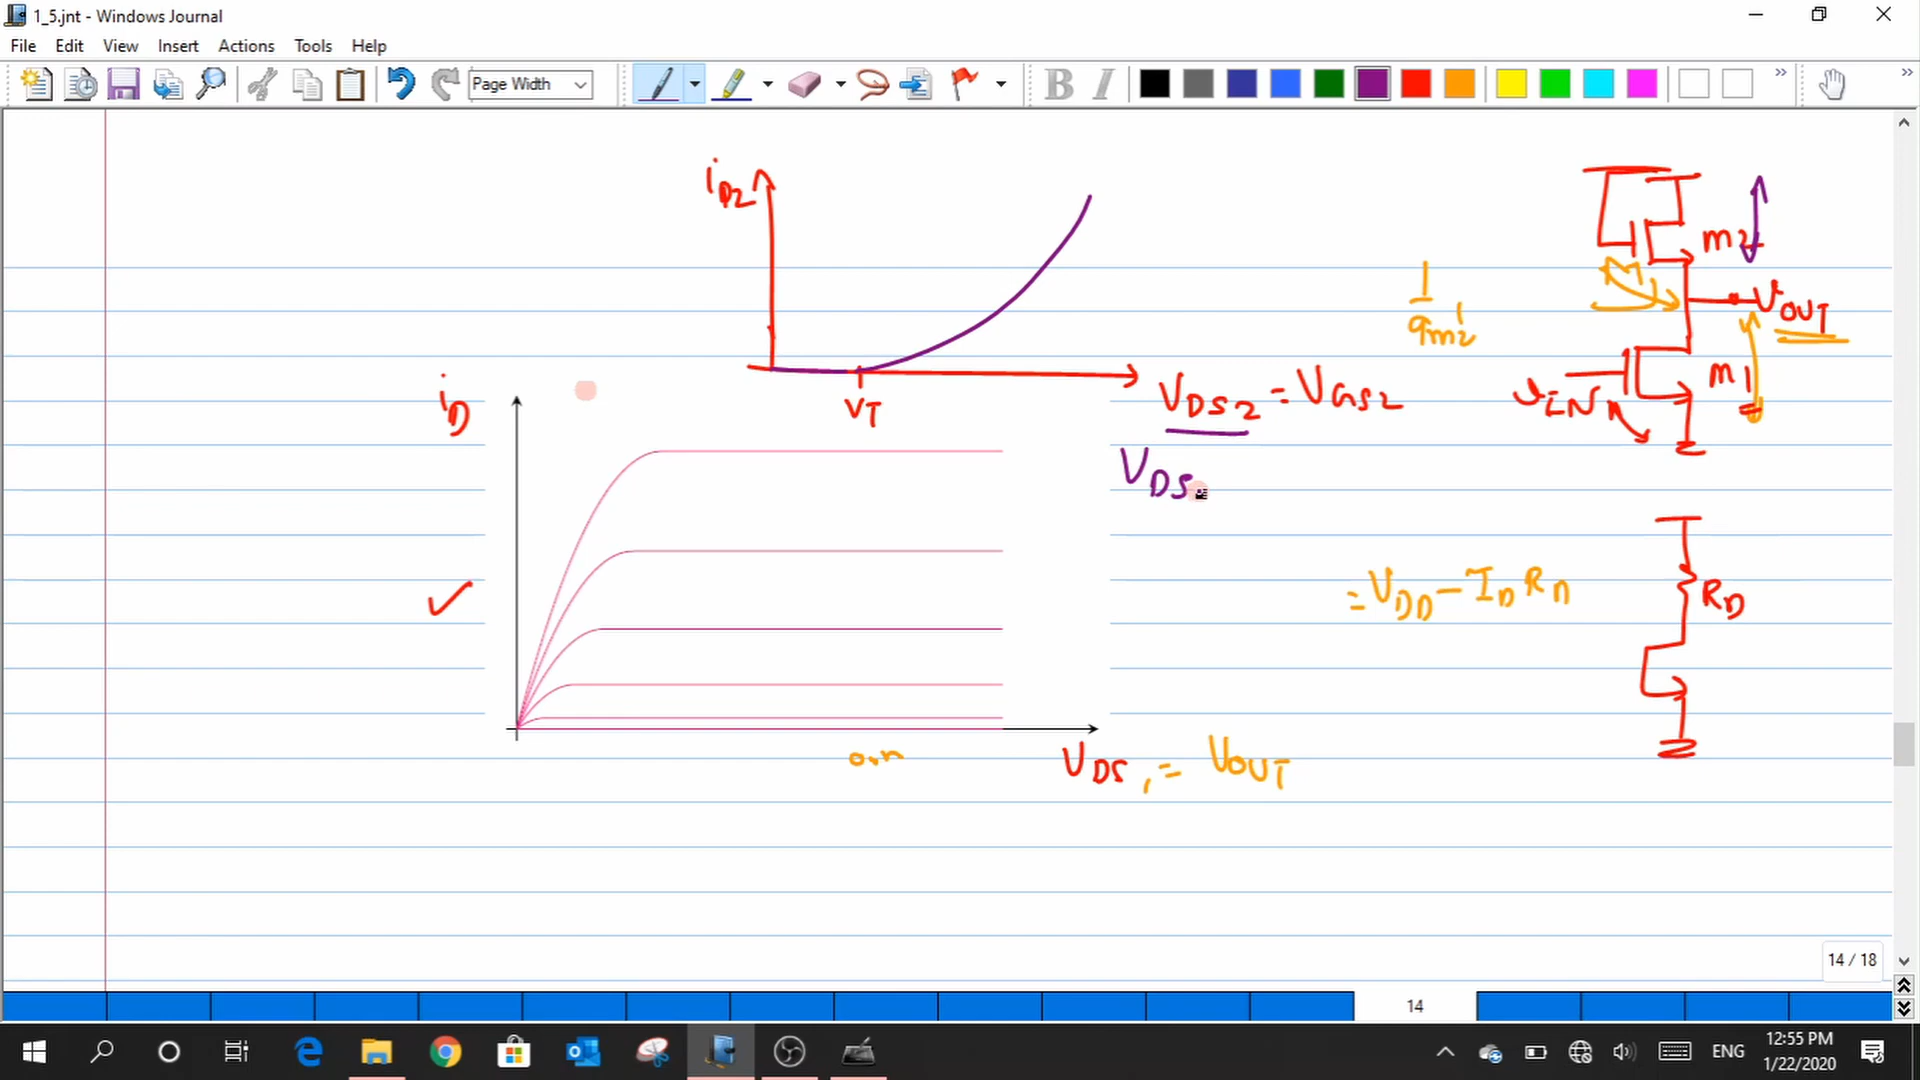 1_5.jnt - Windows Journal
File Edit View Insert Actions Tools Help
Page Width
B I
iD2
VT
VDS2 = VGS2
VDS
1
gm2
M2
VOUT
M1
VIN
iD
= VDD - ID RD
RD
VDS1 = VOUT
14 / 18
14
ENG
12:55 PM
1/22/2020